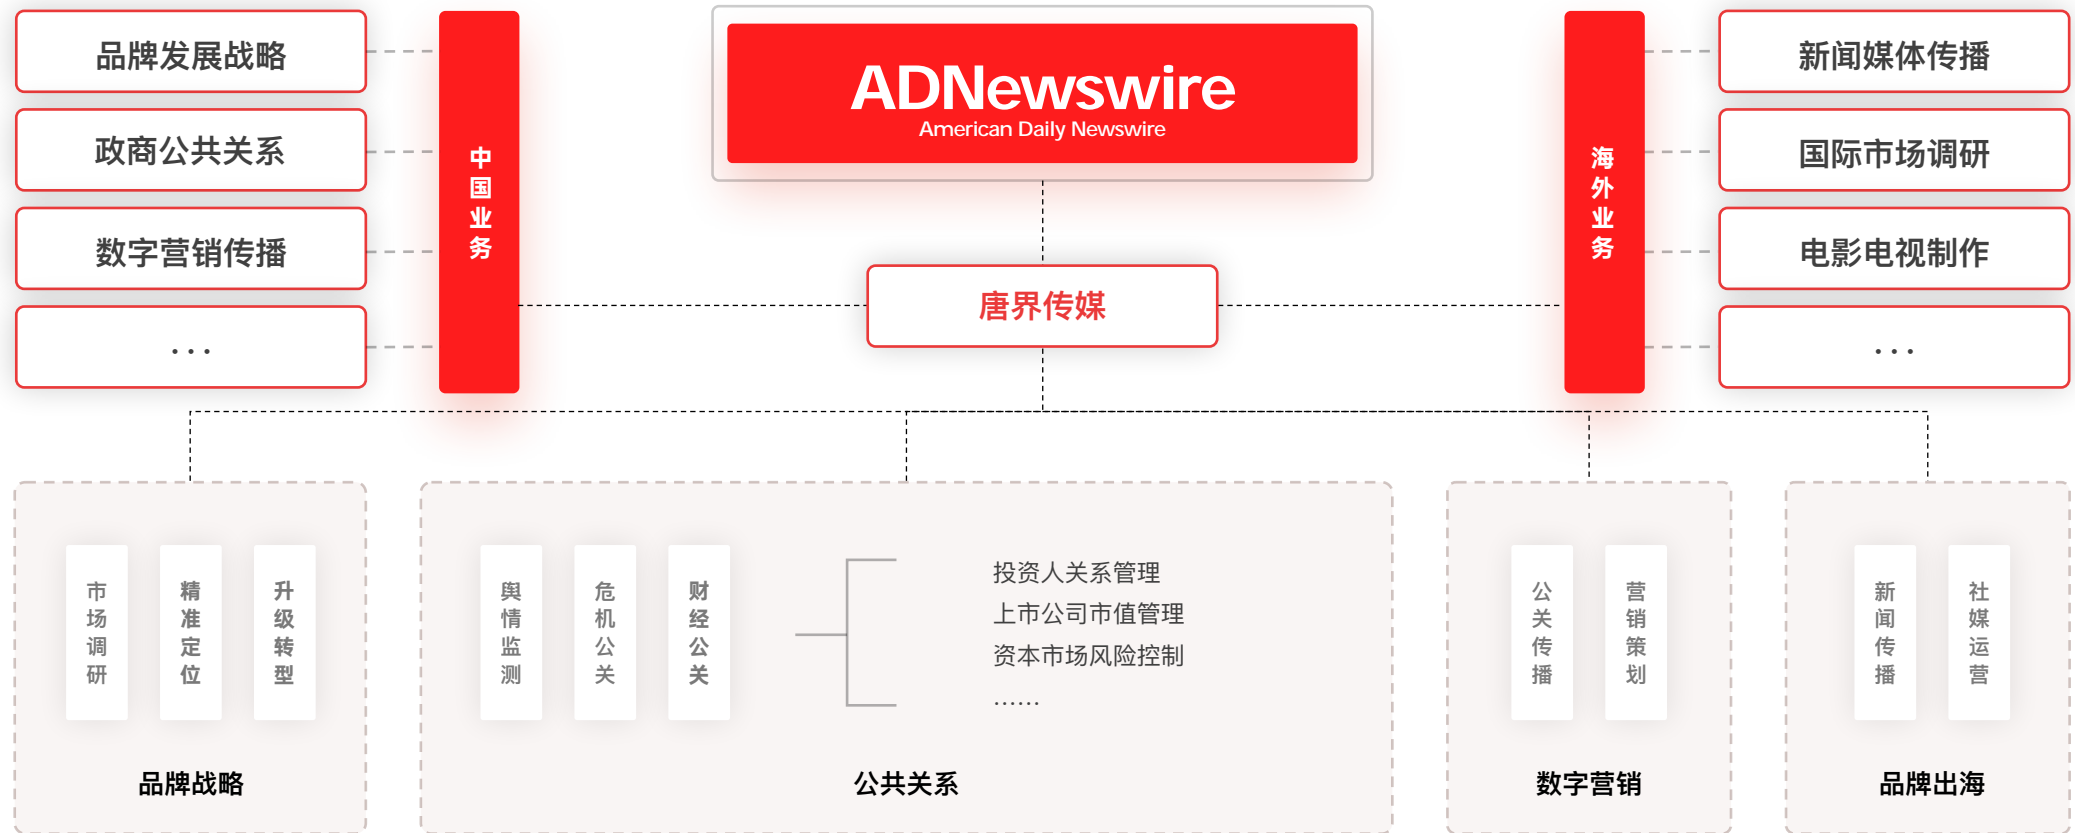 品牌发展战略
政商公共关系
数字营销传播
...
中国业务
ADNewswire
American Daily Newswire
唐界传媒
海外业务
新闻媒体传播
国际市场调研
电影电视制作
...
市场调研
精准定位
升级转型
品牌战略
舆情监测
危机公关
财经公关
投资人关系管理
上市公司市值管理
资本市场风险控制
……
公共关系
公关传播
营销策划
数字营销
新闻传播
社媒运营
品牌出海